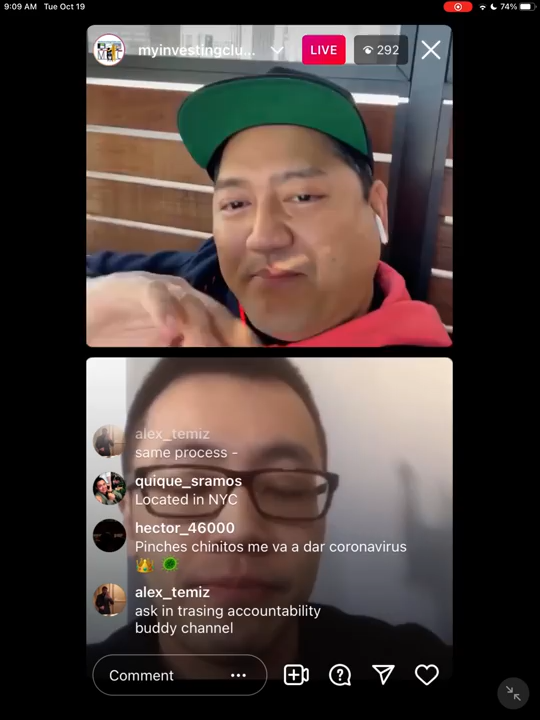 9:09 AM Tue Oct 19
74%
myinvestingclu...
LIVE
292
alex_temiz
same process -
quique_sramos
Located in NYC
hector_46000
Pinches chinitos me va a dar coronavirus
alex_temiz
ask in trasing accountability
buddy channel
Comment